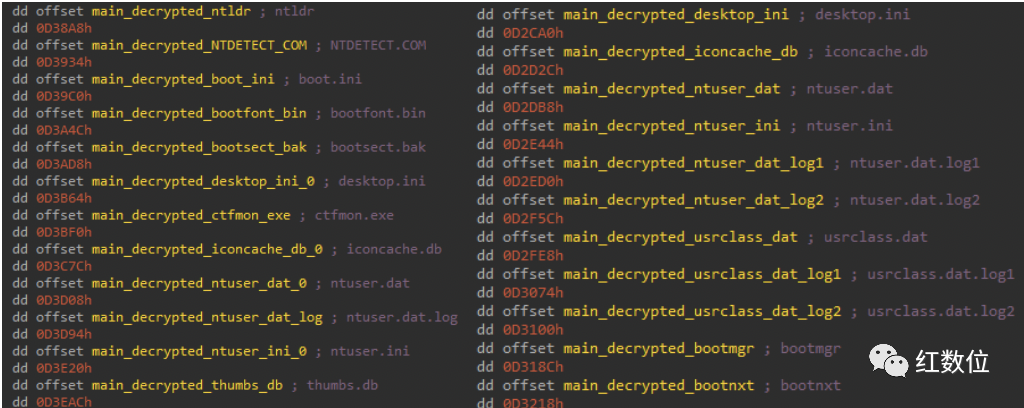 dd offset main_decrypted_ntldr ; ntldr
dd 0D38A8h
dd offset main_decrypted_NTDETECT_COM ; NTDETECT.COM
dd 0D3934h
dd offset main_decrypted_boot_ini ; boot.ini
dd 0D39C0h
dd offset main_decrypted_bootfont_bin ; bootfont.bin
dd 0D3A4Ch
dd offset main_decrypted_bootsect_bak ; bootsect.bak
dd 0D3AD8h
dd offset main_decrypted_desktop_ini_0 ; desktop.ini
dd 0D3B64h
dd offset main_decrypted_ctfmon_exe ; ctfmon.exe
dd 0D3BF0h
dd offset main_decrypted_iconcache_db_0 ; iconcache.db
dd 0D3C7Ch
dd offset main_decrypted_ntuser_dat_0 ; ntuser.dat
dd 0D3D08h
dd offset main_decrypted_ntuser_dat_log ; ntuser.dat.log
dd 0D3D94h
dd offset main_decrypted_ntuser_ini_0 ; ntuser.ini
dd 0D3E20h
dd offset main_decrypted_thumbs_db ; thumbs.db
dd 0D3EACh
dd offset main_decrypted_desktop_ini ; desktop.ini
dd 0D2CA0h
dd offset main_decrypted_iconcache_db ; iconcache.db
dd 0D2D2Ch
dd offset main_decrypted_ntuser_dat ; ntuser.dat
dd 0D2DB8h
dd offset main_decrypted_ntuser_ini ; ntuser.ini
dd 0D2E44h
dd offset main_decrypted_ntuser_dat_log1 ; ntuser.dat.log1
dd 0D2ED0h
dd offset main_decrypted_ntuser_dat_log2 ; ntuser.dat.log2
dd 0D2F5Ch
dd offset main_decrypted_usrclass_dat ; usrclass.dat
dd 0D2FE8h
dd offset main_decrypted_usrclass_dat_log1 ; usrclass.dat.log1
dd 0D3074h
dd offset main_decrypted_usrclass_dat_log2 ; usrclass.dat.log2
dd 0D3100h
dd offset main_decrypted_bootmgr ; bootmgr
dd 0D318Ch
dd offset main_decrypted_bootnxt ; bootnxt
dd 0D3218h
红数位